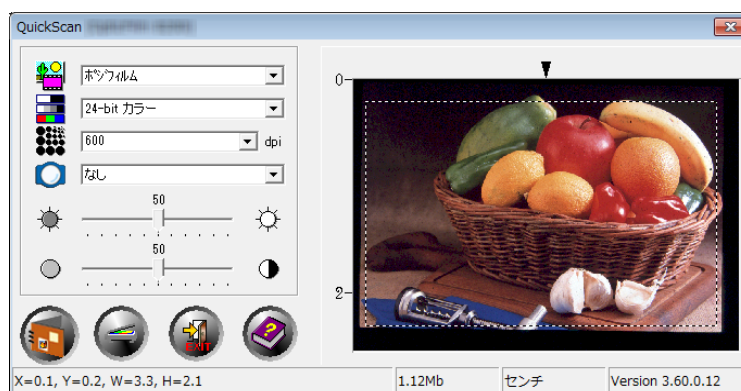 QuickScan
ポジフィルム
24-bit カラー
600 dpi
なし
50
50
EXIT
0
2
X=0.1, Y=0.2, W=3.3, H=2.1
1.12Mb
センチ
Version 3.60.0.12